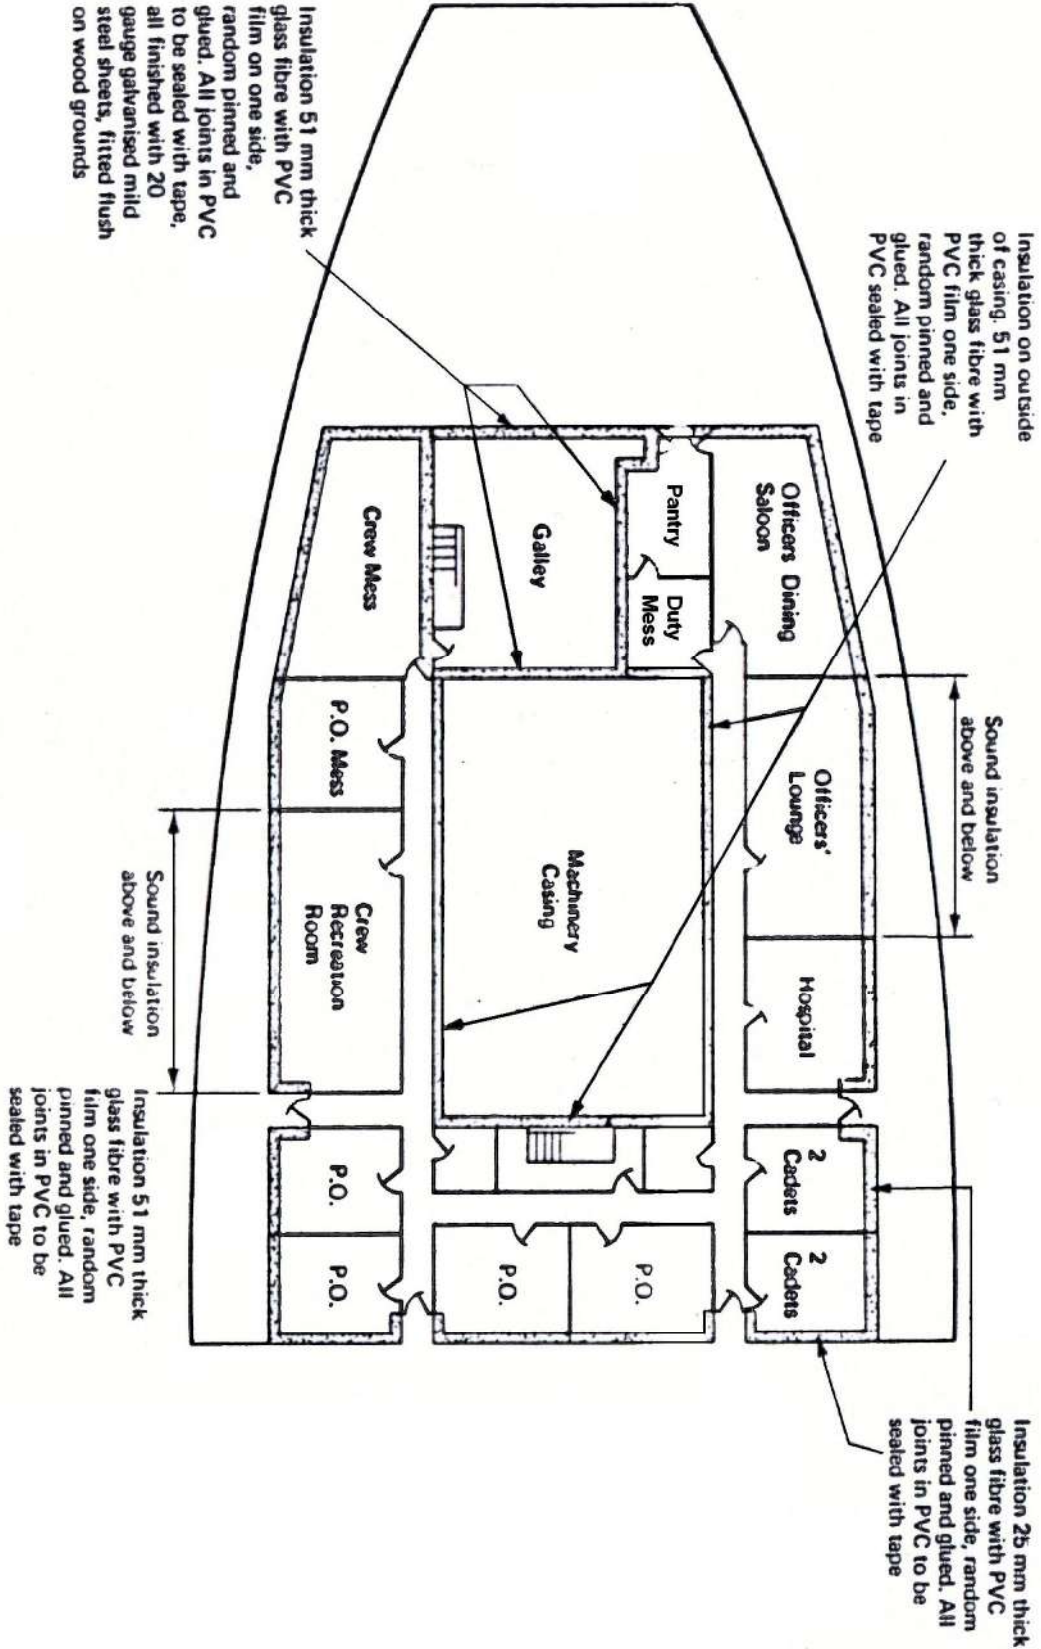 Insulation on outside
of casing. 51 mm
thick glass fibre with
PVC film one side,
random pinned and
glued. All joints in
PVC sealed with tape
Sound insulation
above and below
Insulation 25 mm thick
glass fibre with PVC
film one side, random
pinned and glued. All
joints in PVC to be
sealed with tape
Officers Dining
Saloon
Officers'
Lounge
Hospital
2
Cadets
2
Cadets
Pantry
Duty
Mess
Galley
Machinery
Casing
P.O.
P.O.
Crew Mess
P.O. Mess
Crew
Recreation
Room
P.O.
P.O.
Insulation 51 mm thick
glass fibre with PVC
film on one side,
random pinned and
glued. All joints in PVC
to be sealed with tape,
all finished with 20
gauge galvanised mild
steel sheets, fitted flush
on wood grounds
Sound insulation
above and below
Insulation 51 mm thick
glass fibre with PVC
film one side, random
pinned and glued. All
joints in PVC to be
sealed with tape